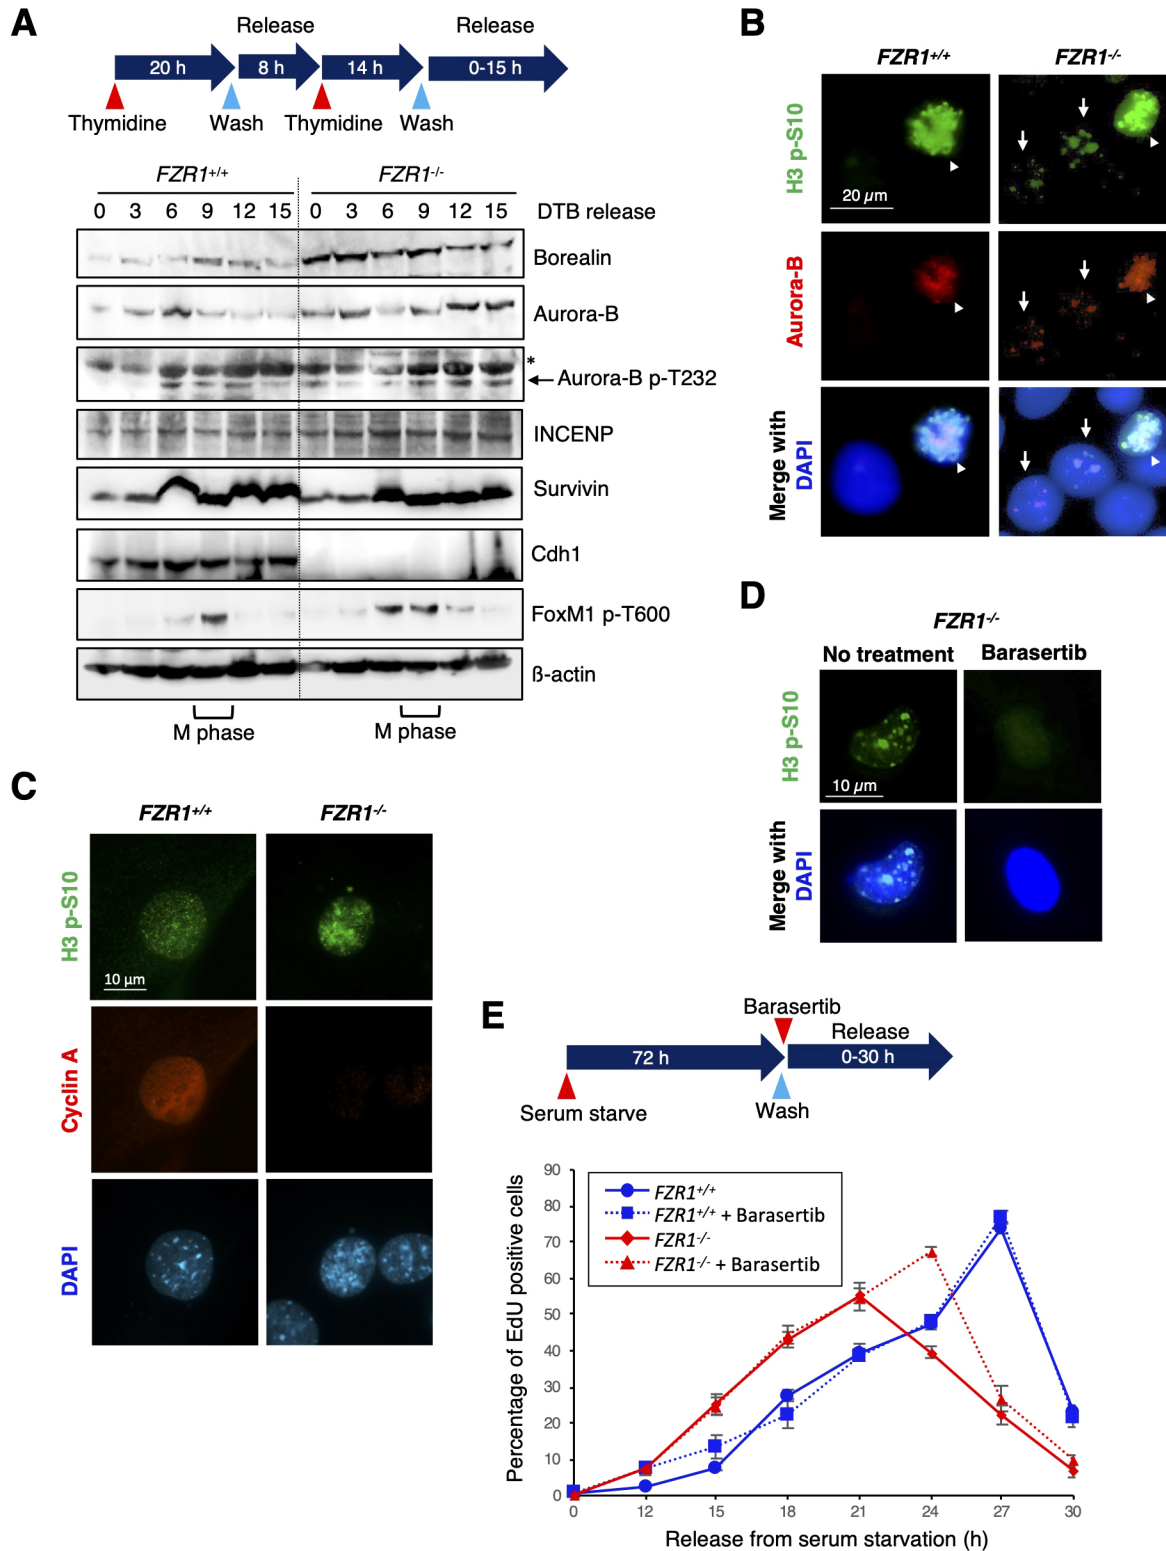 A
Release Release
20 h 8 h 14 h 0-15 h
Thymidine Wash Thymidine Wash
FZR1+/+ FZR1-/-
0 3 6 9 12 15 0 3 6 9 12 15 DTB release
Borealin
Aurora-B
*
Aurora-B p-T232
INCENP
Survivin
Cdh1
FoxM1 p-T600
ß-actin
M phase M phase
B
FZR1+/+ FZR1-/-
H3 p-S10
20 µm
Aurora-B
Merge with
DAPI
C
FZR1+/+ FZR1-/-
H3 p-S10
10 µm
Cyclin A
DAPI
D
FZR1-/-
No treatment Barasertib
H3 p-S10
10 µm
Merge with
DAPI
E
Barasertib
Release
72 h 0-30 h
Serum starve Wash
Percentage of EdU positive cells
90
80
70
60
50
40
30
20
10
0
FZR1+/+
FZR1+/+ + Barasertib
FZR1-/-
FZR1-/- + Barasertib
0 12 15 18 21 24 27 30
Release from serum starvation (h)